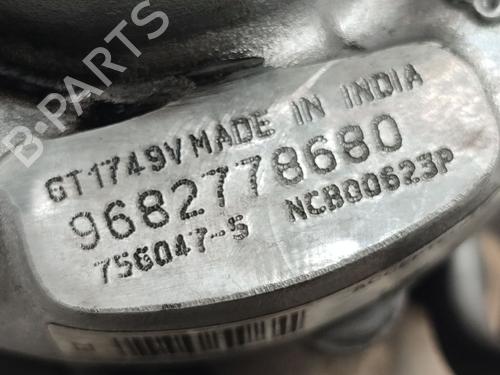 B-PARTS
GT1749V MADE IN INDIA
9682778680
756047-5 NCB00623P